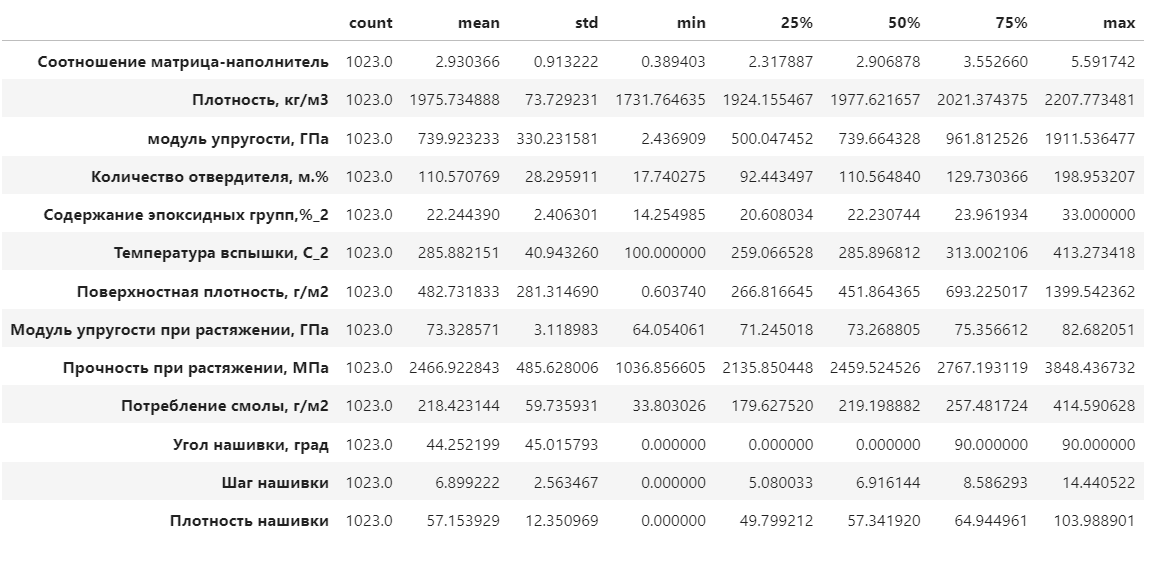 count mean std min 25% 50% 75% max
Соотношение матрица-наполнитель 1023.0 2.930366 0.913222 0.389403 2.317887 2.906878 3.552660 5.591742
Плотность, кг/м3 1023.0 1975.734888 73.729231 1731.764635 1924.155467 1977.621657 2021.374375 2207.773481
модуль упругости, ГПа 1023.0 739.923233 330.231581 2.436909 500.047452 739.664328 961.812526 1911.536477
Количество отвердителя, м.% 1023.0 110.570769 28.295911 17.740275 92.443497 110.564840 129.730366 198.953207
Содержание эпоксидных групп,%_2 1023.0 22.244390 2.406301 14.254985 20.608034 22.230744 23.961934 33.000000
Температура вспышки, С_2 1023.0 285.882151 40.943260 100.000000 259.066528 285.896812 313.002106 413.273418
Поверхностная плотность, г/м2 1023.0 482.731833 281.314690 0.603740 266.816645 451.864365 693.225017 1399.542362
Модуль упругости при растяжении, ГПа 1023.0 73.328571 3.118983 64.054061 71.245018 73.268805 75.356612 82.682051
Прочность при растяжении, МПа 1023.0 2466.922843 485.628006 1036.856605 2135.850448 2459.524526 2767.193119 3848.436732
Потребление смолы, г/м2 1023.0 218.423144 59.735931 33.803026 179.627520 219.198882 257.481724 414.590628
Угол нашивки, град 1023.0 44.252199 45.015793 0.000000 0.000000 0.000000 90.000000 90.000000
Шаг нашивки 1023.0 6.899222 2.563467 0.000000 5.080033 6.916144 8.586293 14.440522
Плотность нашивки 1023.0 57.153929 12.350969 0.000000 49.799212 57.341920 64.944961 103.988901